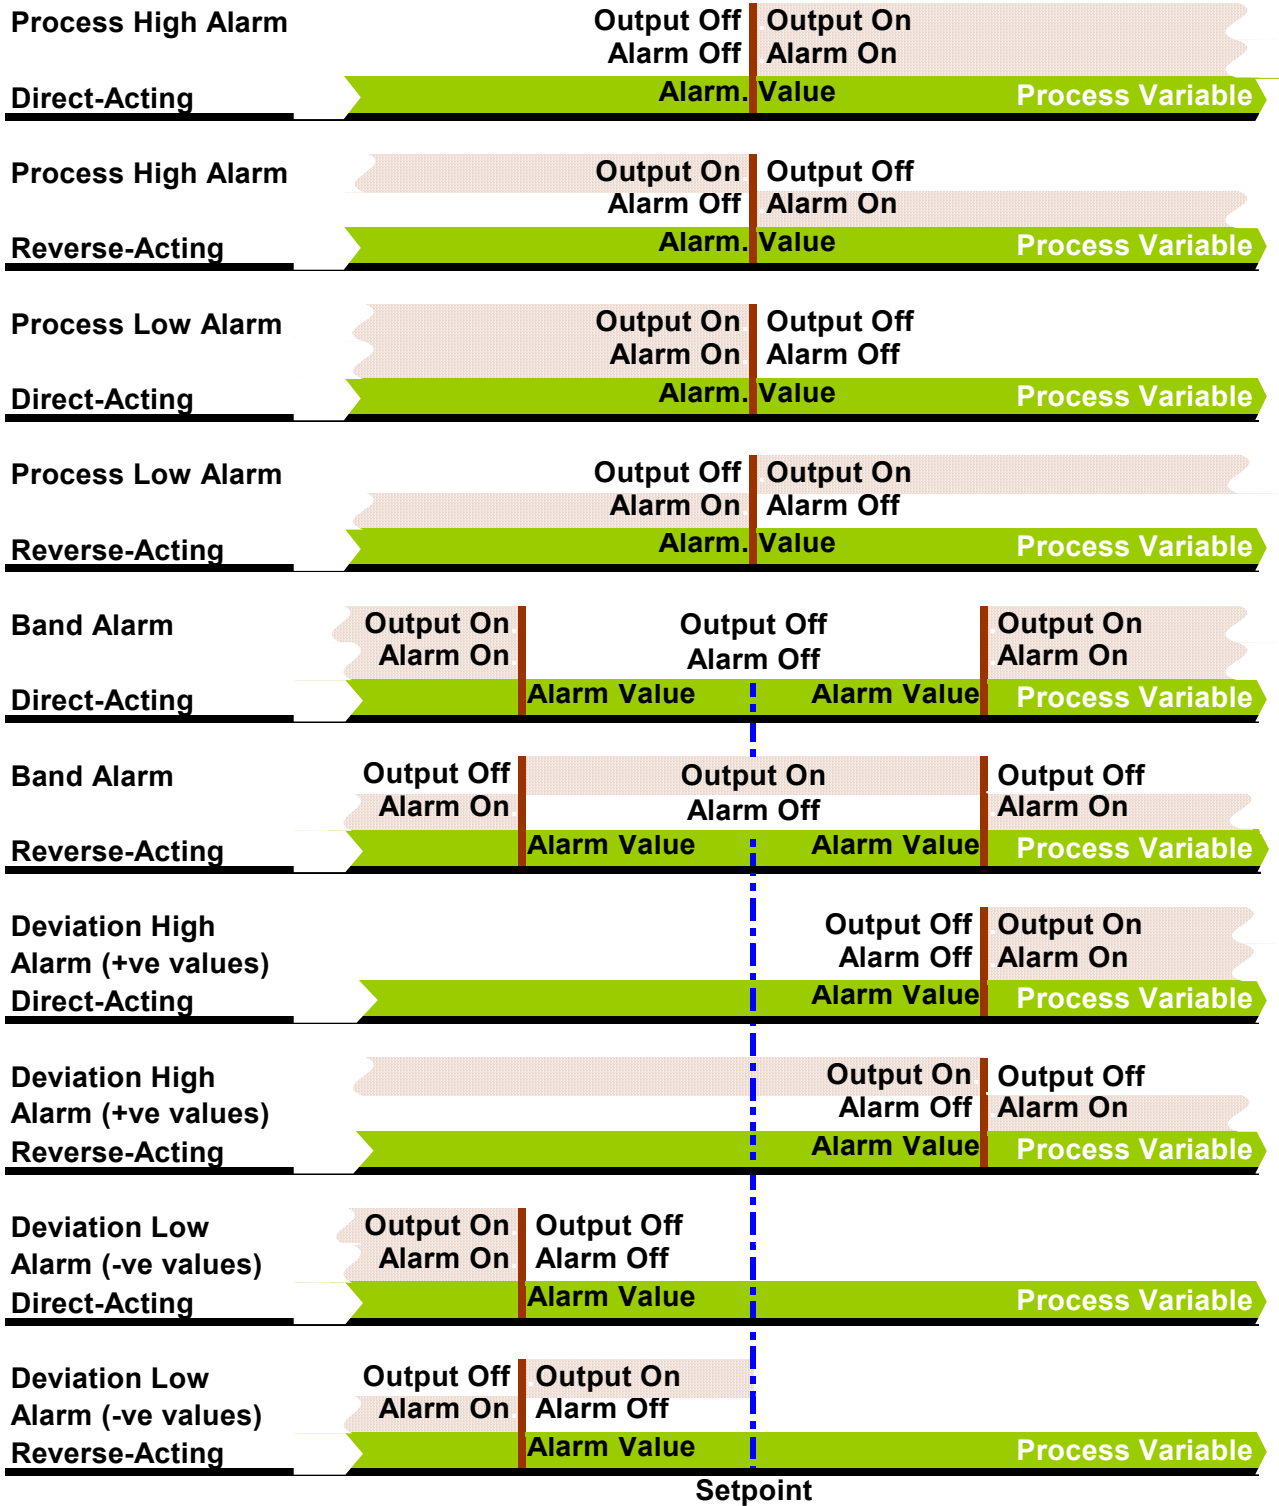 Process High Alarm Output Off Output On
Alarm Off Alarm On
Direct-Acting Alarm. Value Process Variable
Process High Alarm Output On Output Off
Alarm Off Alarm On
Reverse-Acting Alarm. Value Process Variable
Process Low Alarm Output On Output Off
Alarm On Alarm Off
Direct-Acting Alarm. Value Process Variable
Process Low Alarm Output Off Output On
Alarm On Alarm Off
Reverse-Acting Alarm. Value Process Variable
Band Alarm Output On Output Off Output On
Alarm On Alarm Off Alarm On
Direct-Acting Alarm Value Alarm Value Process Variable
Band Alarm Output Off Output On Output Off
Alarm On Alarm Off Alarm On
Reverse-Acting Alarm Value Alarm Value Process Variable
Deviation High Output Off Output On
Alarm (+ve values) Alarm Off Alarm On
Direct-Acting Alarm Value Process Variable
Deviation High Output On Output Off
Alarm (+ve values) Alarm Off Alarm On
Reverse-Acting Alarm Value Process Variable
Deviation Low Output On Output Off
Alarm (-ve values) Alarm On Alarm Off
Direct-Acting Alarm Value Process Variable
Deviation Low Output Off Output On
Alarm (-ve values) Alarm On Alarm Off
Reverse-Acting Alarm Value Process Variable
Setpoint